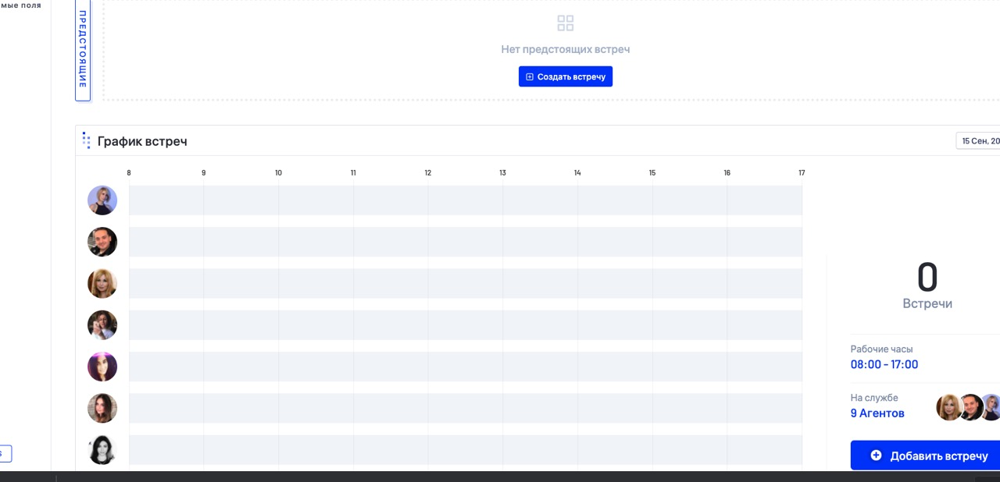 мые поля
ПРЕДСТОЯЩИЕ
Нет предстоящих встреч
Создать встречу
График встреч
15 Сен, 20
8 9 10 11 12 13 14 15 16 17
0
Встречи
Рабочие часы
08:00 - 17:00
На службе
9 Агентов
Добавить встречу